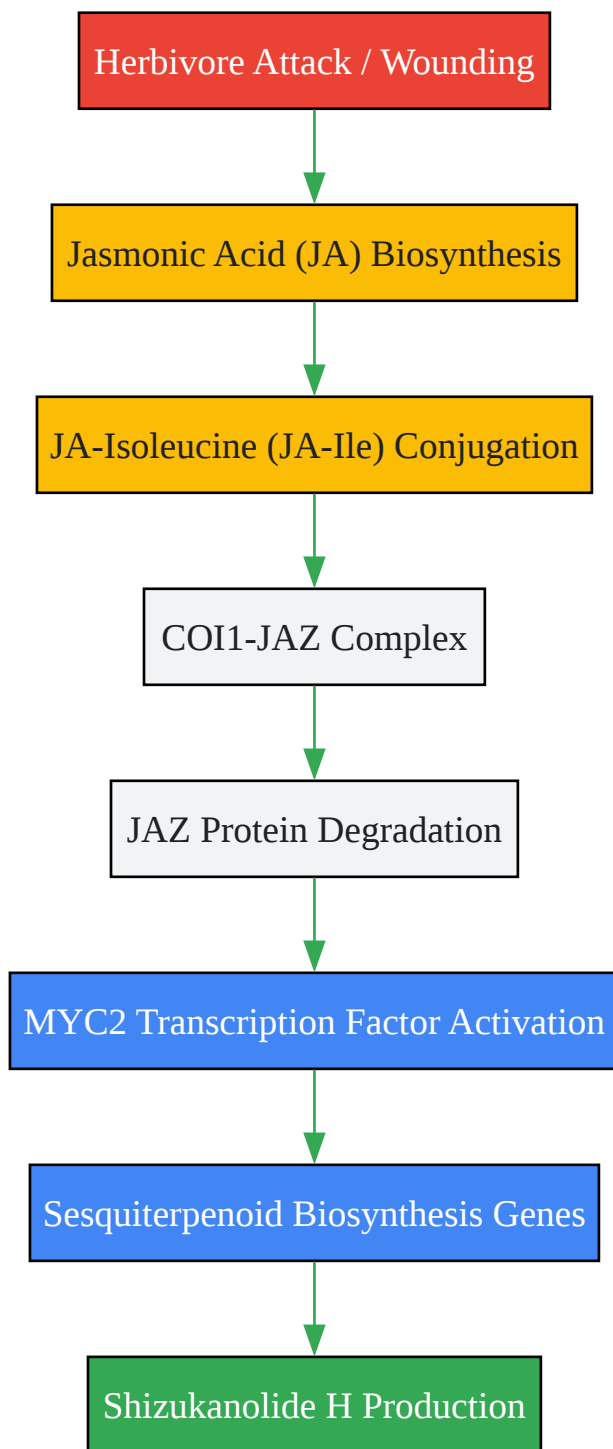 Herbivore Attack / Wounding
Jasmonic Acid (JA) Biosynthesis
JA-Isoleucine (JA-Ile) Conjugation
COI1-JAZ Complex
JAZ Protein Degradation
MYC2 Transcription Factor Activation
Sesquiterpenoid Biosynthesis Genes
Shizukanolide H Production